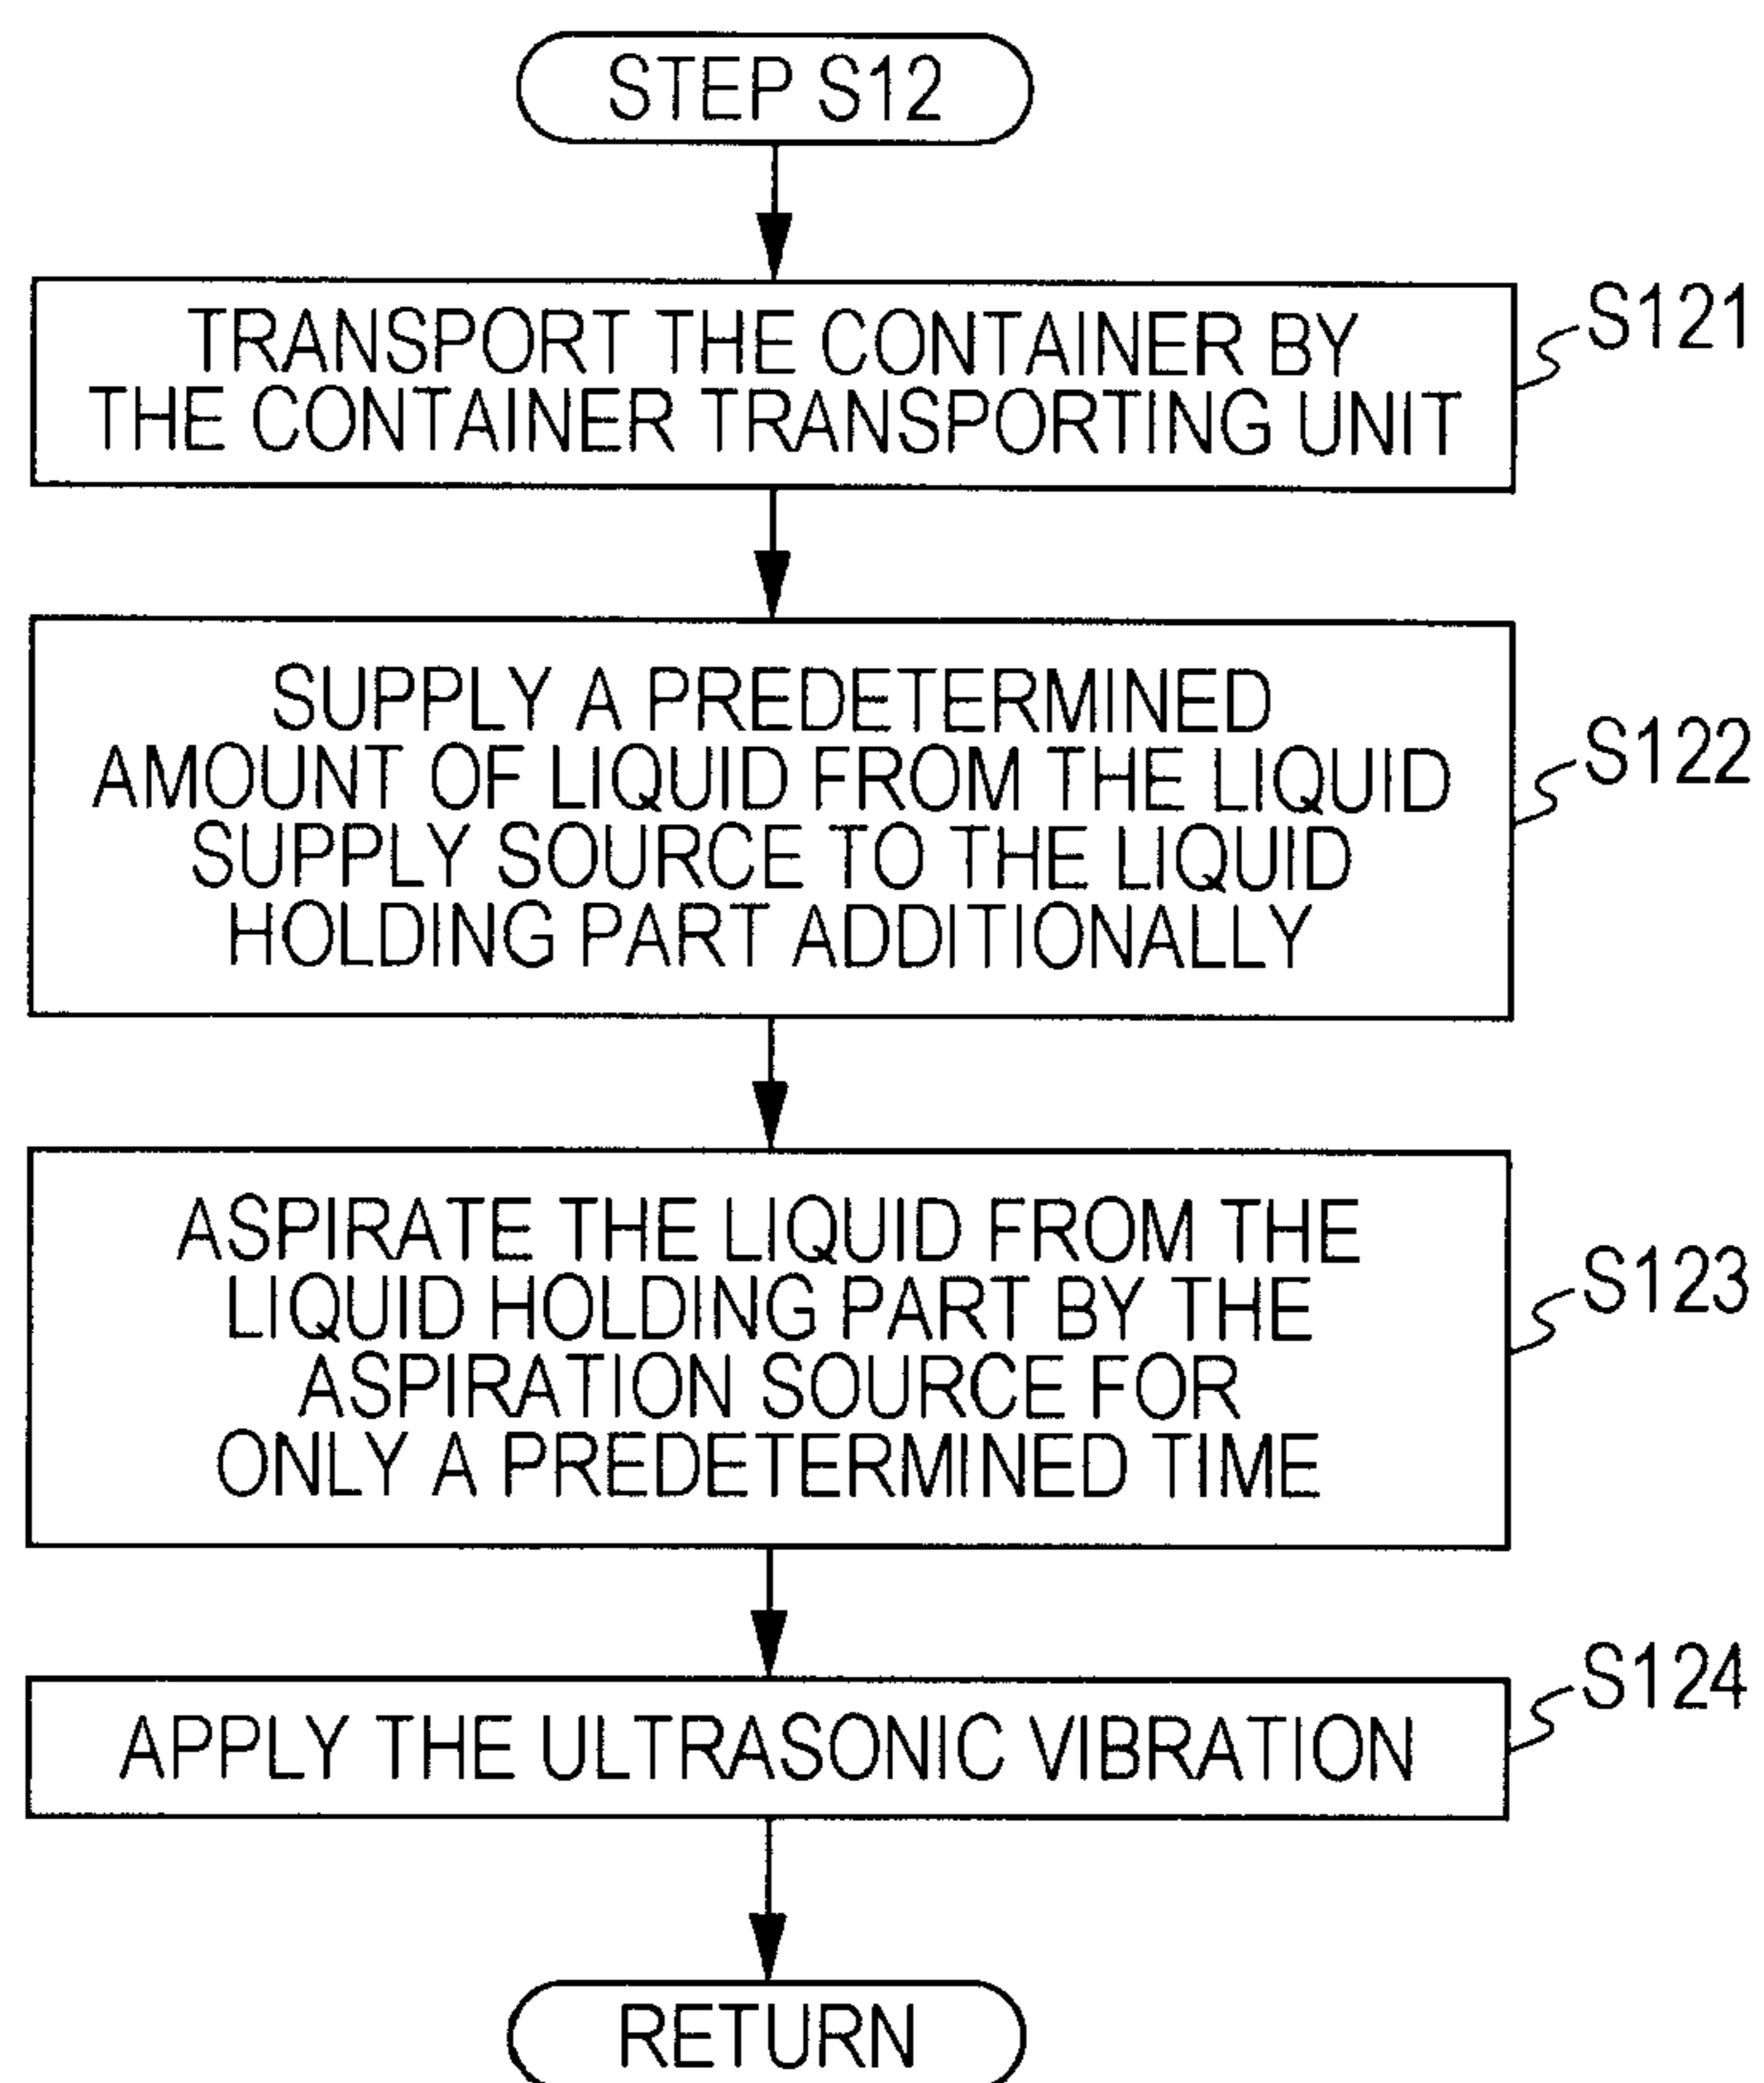 STEP S12
TRANSPORT THE CONTAINER BY
THE CONTAINER TRANSPORTING UNIT
S121
SUPPLY A PREDETERMINED
AMOUNT OF LIQUID FROM THE LIQUID
SUPPLY SOURCE TO THE LIQUID
HOLDING PART ADDITIONALLY
S122
ASPIRATE THE LIQUID FROM THE
LIQUID HOLDING PART BY THE
ASPIRATION SOURCE FOR
ONLY A PREDETERMINED TIME
S123
APPLY THE ULTRASONIC VIBRATION
S124
RETURN